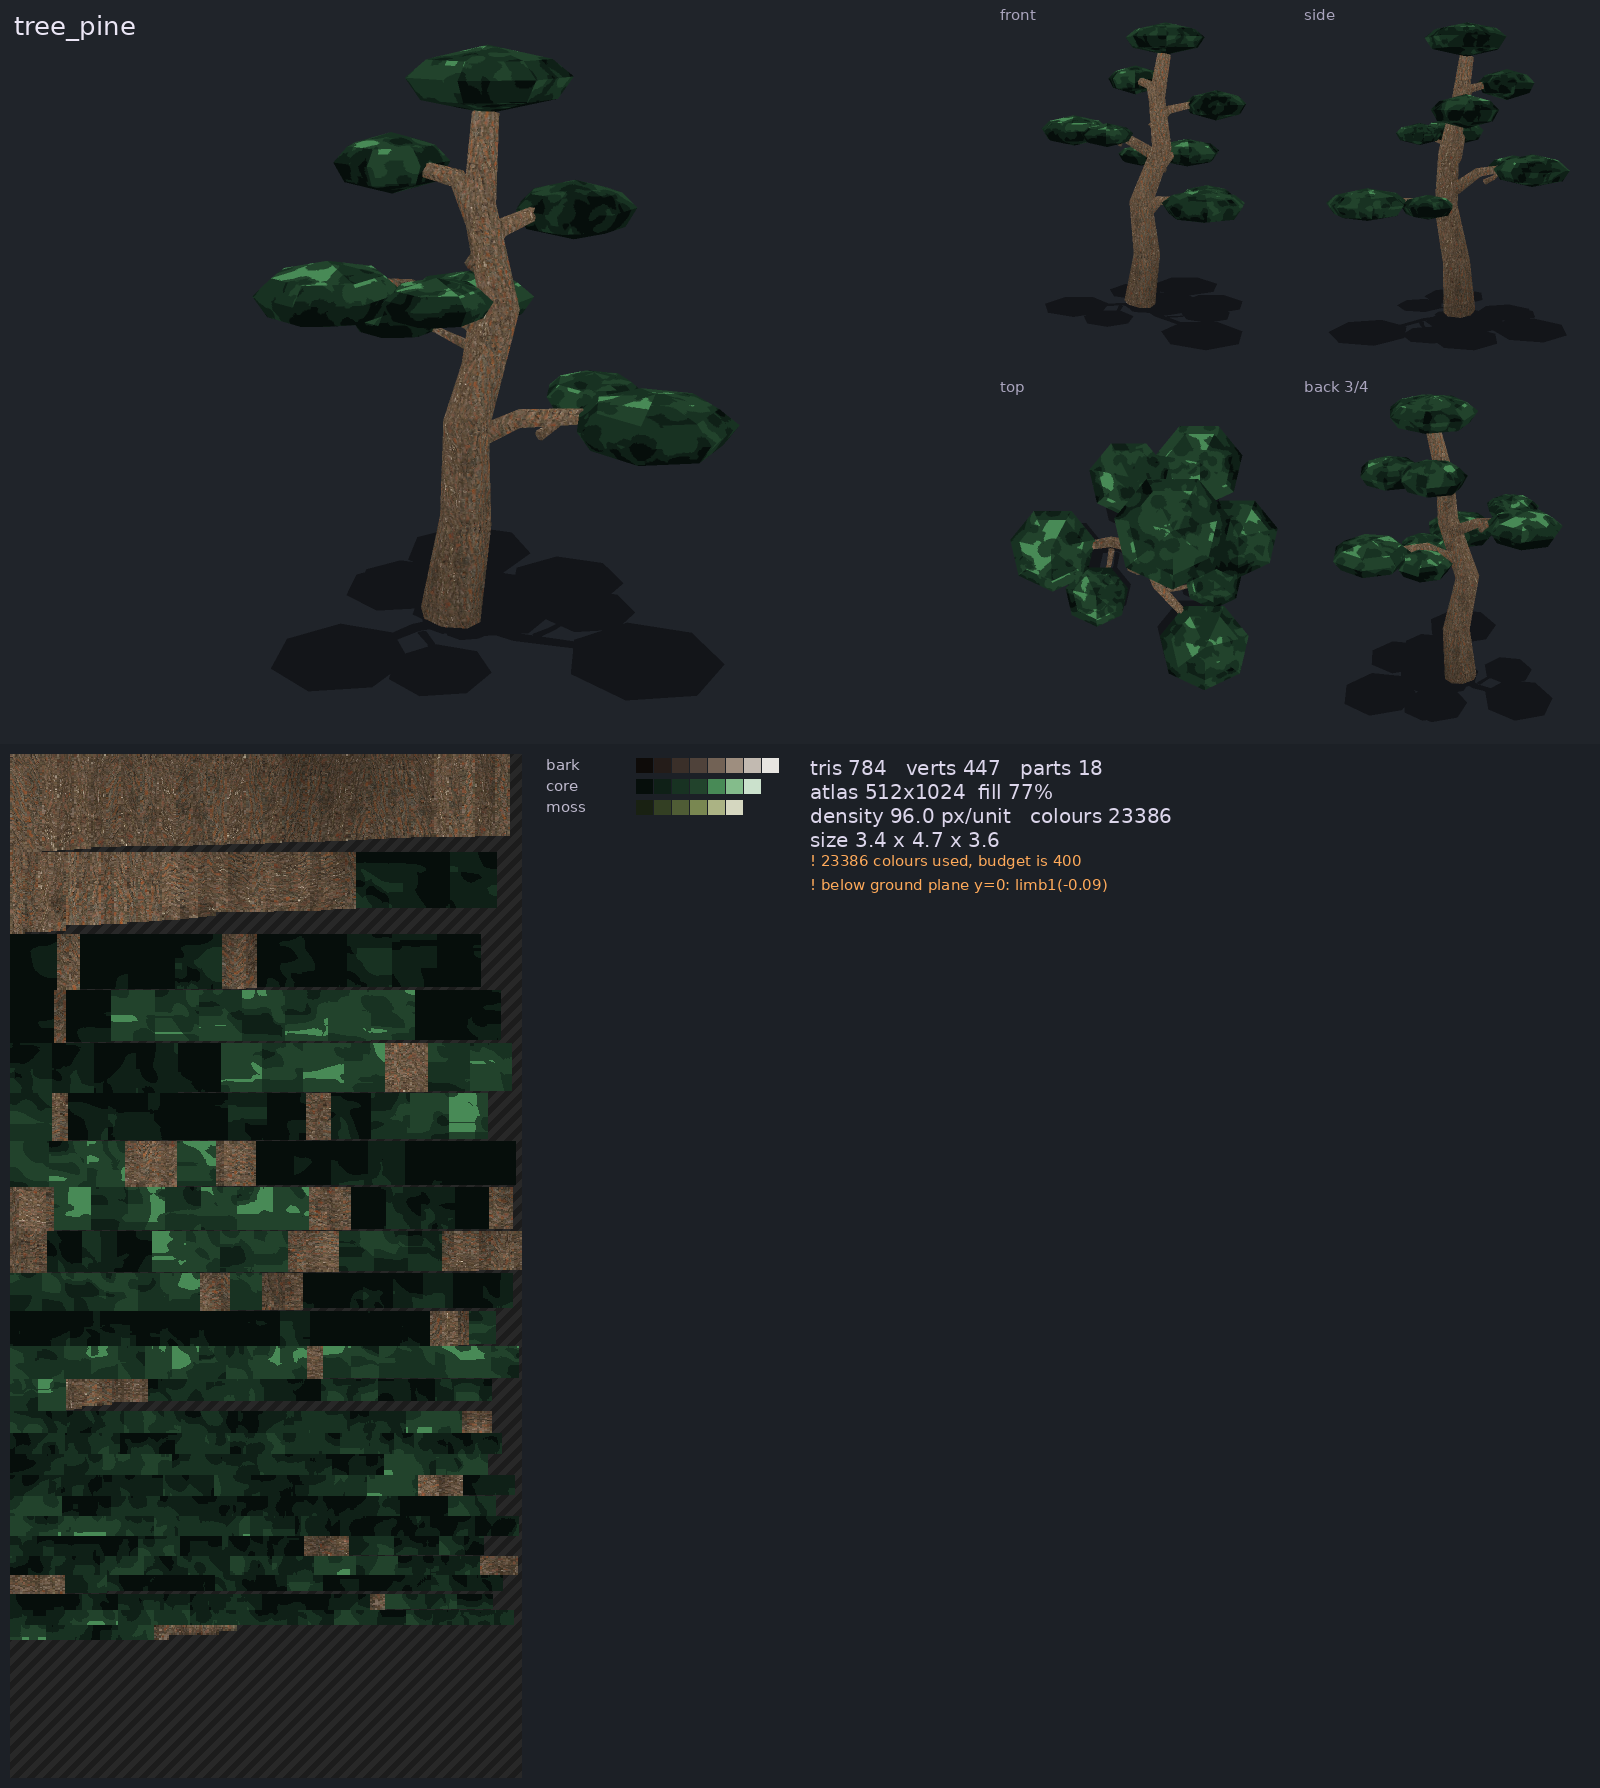 tree_pine
front
side
top
back 3/4
bark
core
moss
tris 784   verts 447   parts 18
atlas 512x1024  fill 77%
density 96.0 px/unit   colours 23386
size 3.4 x 4.7 x 3.6
! 23386 colours used, budget is 400
! below ground plane y=0: limb1(-0.09)